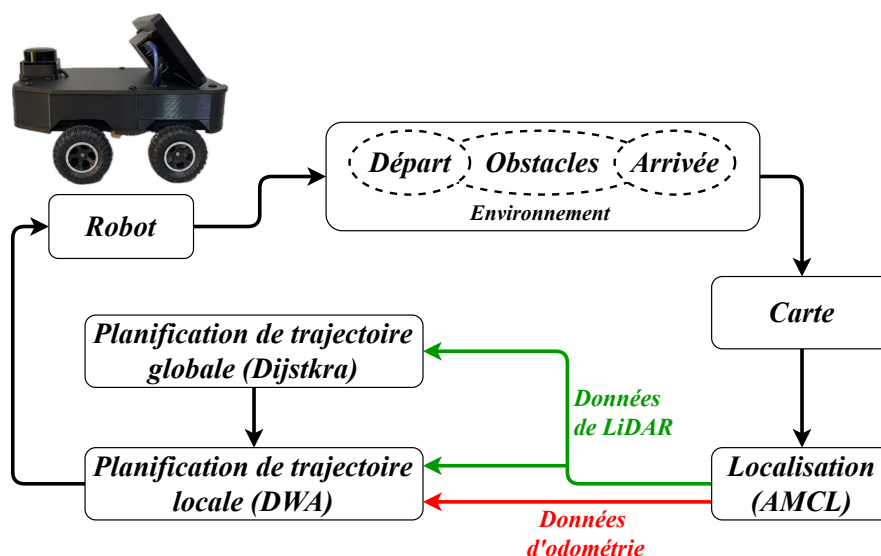 Départ
Obstacles
Arrivée
Environnement
Robot
Carte
Planification de trajectoire
globale (Dijstkra)
Données
de LiDAR
Planification de trajectoire
locale (DWA)
Localisation
(AMCL)
Données
d'odométrie